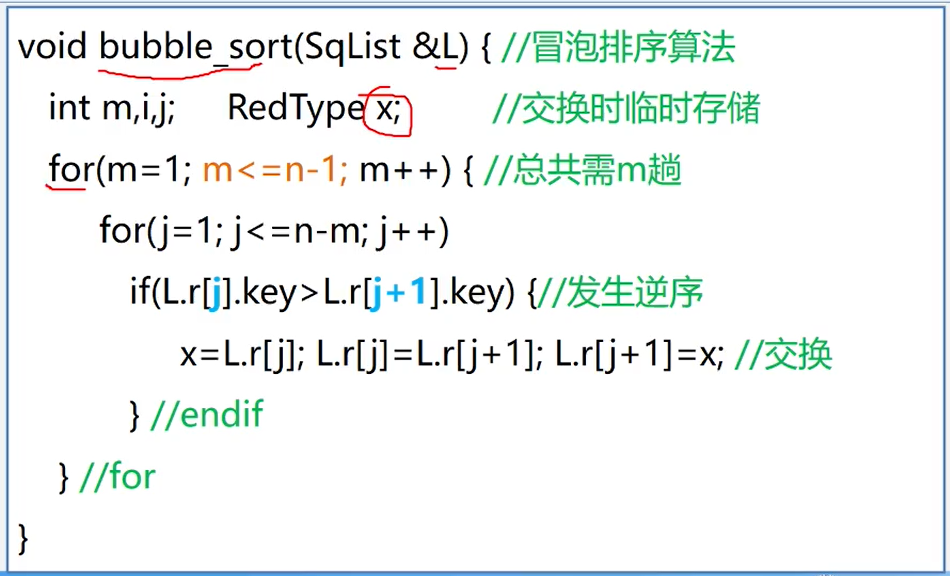 void bubble_sort(SqList &L) { //冒泡排序算法
int m,i,j; RedType x; //交换时临时存储
for(m=1; m<=n-1; m++) { //总共需m趟
for(j=1; j<=n-m; j++)
if(L.r[j].key>L.r[j+1].key) {//发生逆序
x=L.r[j]; L.r[j]=L.r[j+1]; L.r[j+1]=x; //交换
} //endif
} //for
}